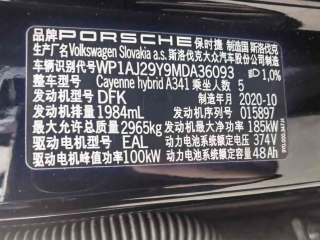 PORSCHE 保时捷 制造国 斯洛伐克
生产厂名 Volkswagen Slovakia a.s. 斯洛伐克大众汽车股份有限公司
车辆识别代号 WP1AJ29Y9MDA36093 1,0%
整车型号 Cayenne hybrid A341 乘坐人数 5
发动机型号 DFK 制造年月 2020-10
发动机排量 1984mL 015897
最大允许总质量 2965kg 发动机最大净功率 185kW
驱动电机型号 EAL 动力电池系统额定电压 374V
驱动电机峰值功率 100kW 动力电池系统额定容量 48Ah